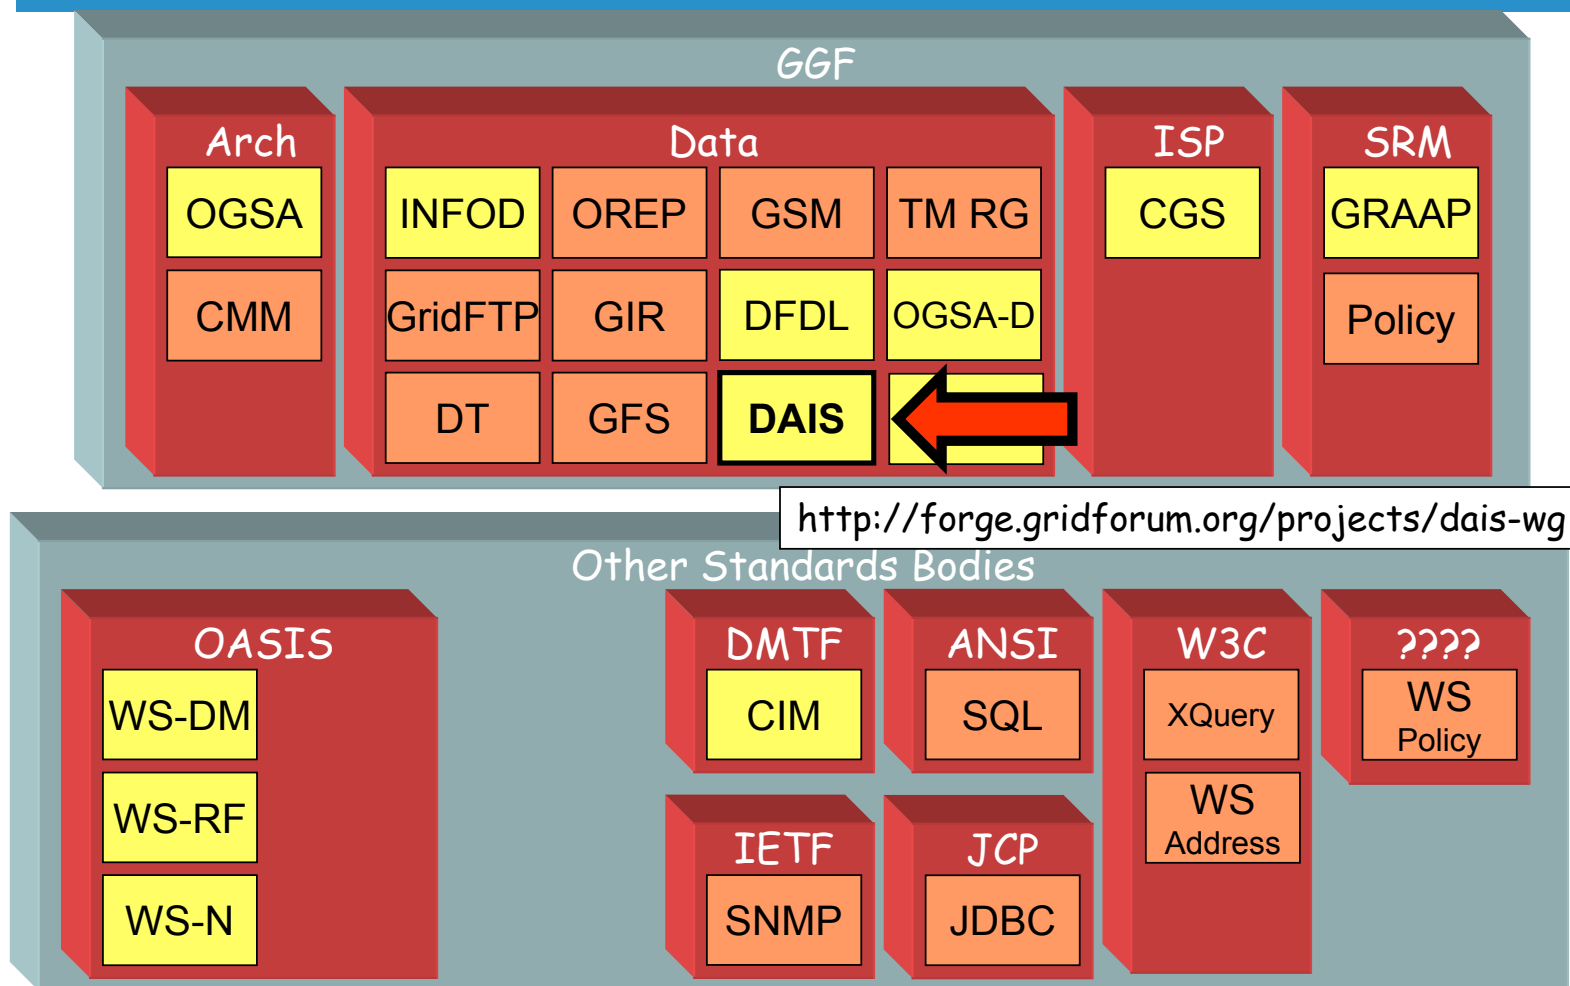 GGF
Arch
Data
ISP
SRM
OGSA
INFOD
OREP
GSM
TM RG
CGS
GRAAP
CMM
GridFTP
GIR
DFDL
OGSA-D
Policy
DT
GFS
DAIS
http://forge.gridforum.org/projects/dais-wg
Other Standards Bodies
OASIS
DMTF
ANSI
W3C
????
WS-DM
CIM
SQL
XQuery
WS
Policy
WS-RF
WS
Address
IETF
JCP
WS-N
SNMP
JDBC